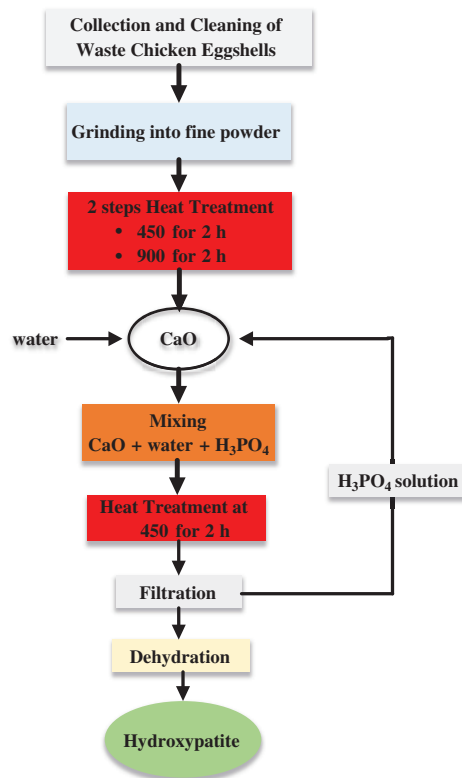 Collection and Cleaning of
Waste Chicken Eggshells
Grinding into fine powder
2 steps Heat Treatment
• 450 for 2 h
• 900 for 2 h
water
CaO
Mixing
CaO + water + H₃PO₄
H₃PO₄ solution
Heat Treatment at
450 for 2 h
Filtration
Dehydration
Hydroxypatite